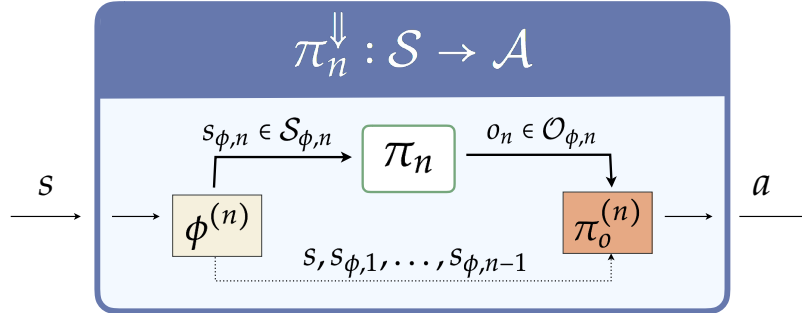 π_n^⇓ : 𝒮 → 𝒜
s_{ϕ,n} ∈ 𝒮_{ϕ,n}
o_n ∈ 𝒪_{ϕ,n}
π_n
s
a
ϕ^{(n)}
π_o^{(n)}
s, s_{ϕ,1}, . . . , s_{ϕ,n−1}